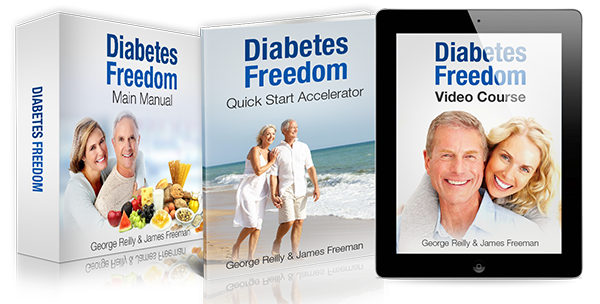 DIABETES FREEDOM
Diabetes
Freedom
Main Manual
George Reilly & James Freeman
Diabetes
Freedom
Quick Start Accelerator
George Reilly & James Freeman
Diabetes
Freedom
Video Course
George Reilly & James Freeman